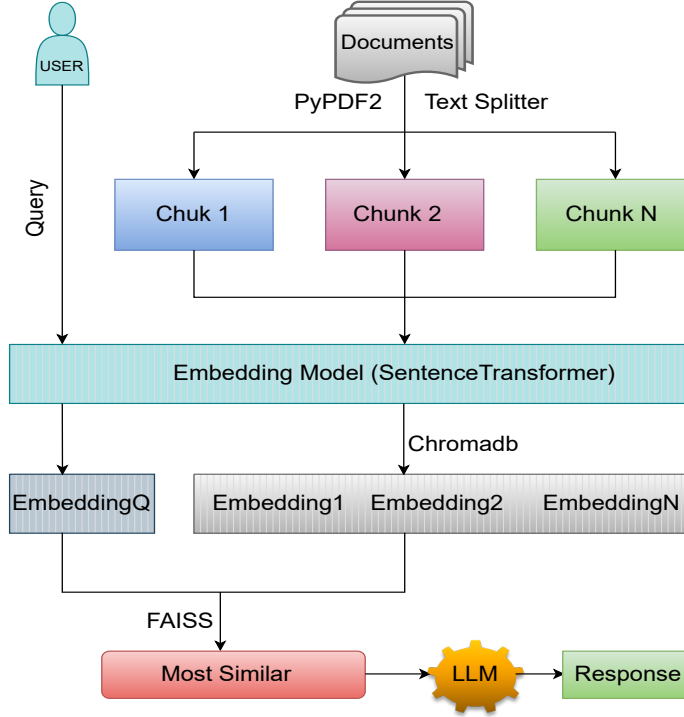 USER
Documents
PyPDF2
Text Splitter
Query
Chuk 1
Chunk 2
Chunk N
Embedding Model (SentenceTransformer)
Chromadb
EmbeddingQ
Embedding1
Embedding2
EmbeddingN
FAISS
Most Similar
LLM
Response